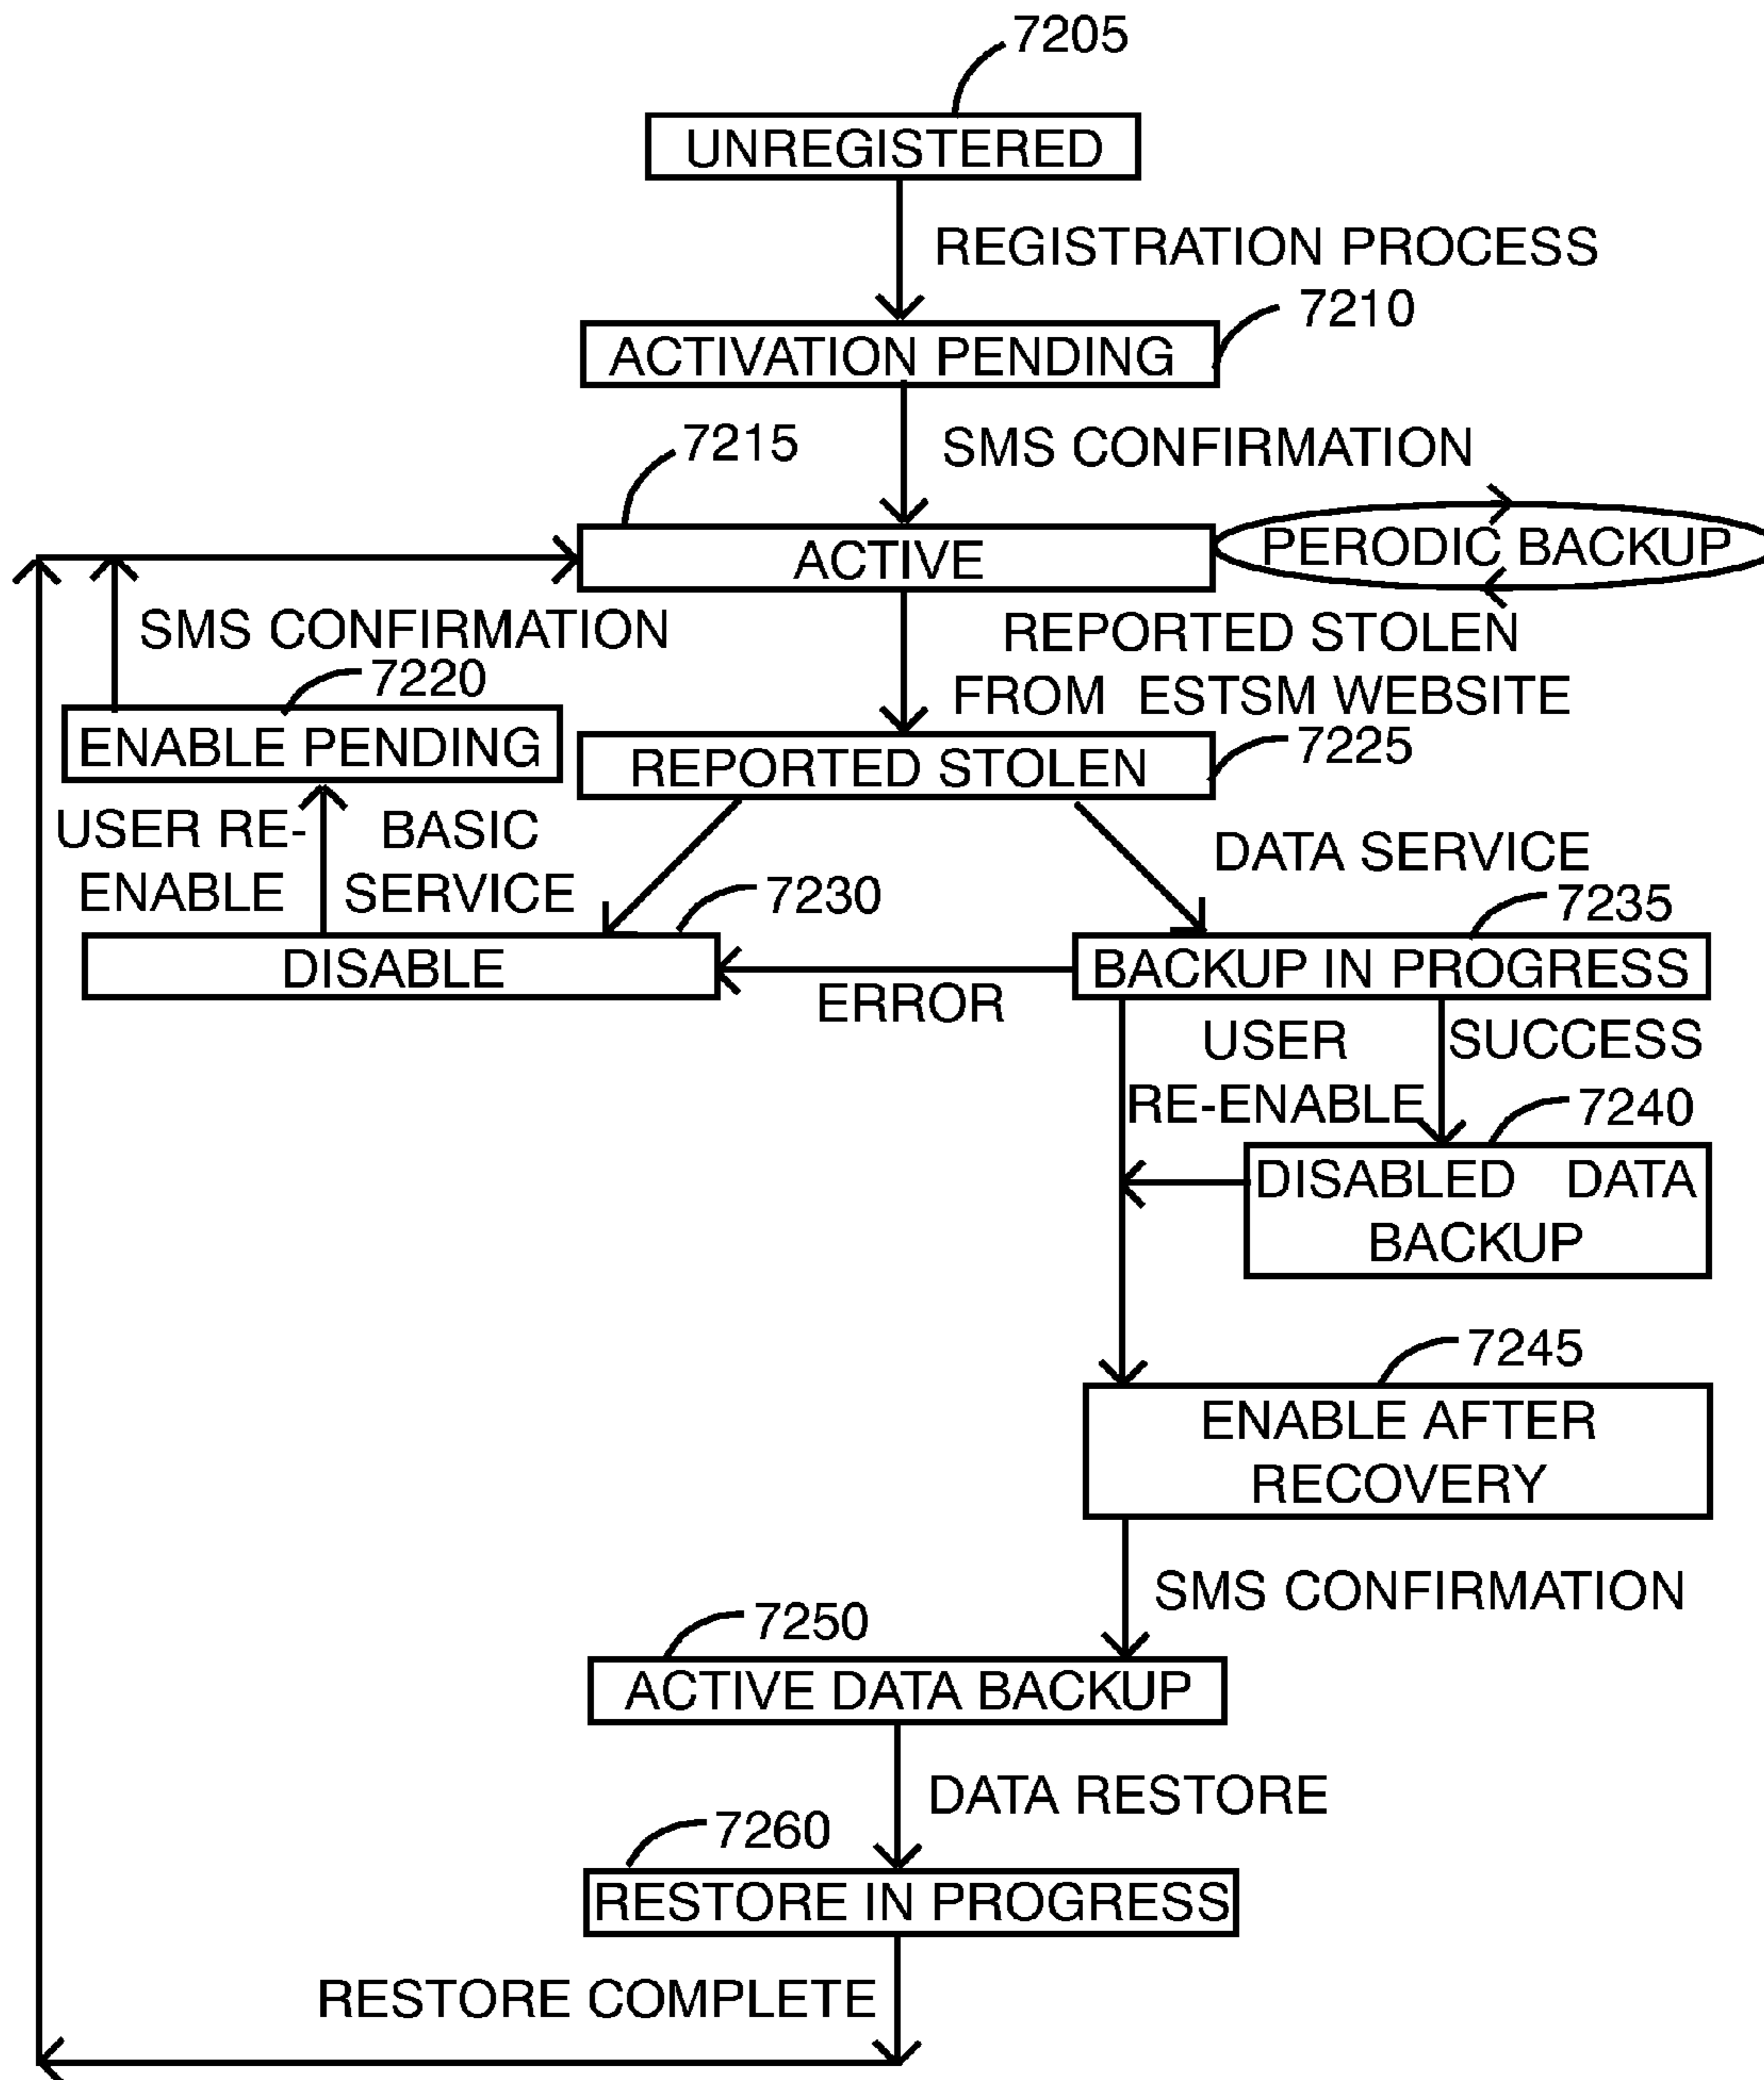 7205
UNREGISTERED
REGISTRATION PROCESS
7210
ACTIVATION PENDING
7215
SMS CONFIRMATION
ACTIVE
PERODIC BACKUP
SMS CONFIRMATION
REPORTED STOLEN
FROM ESTSM WEBSITE
7220
ENABLE PENDING
7225
REPORTED STOLEN
USER RE-
ENABLE
BASIC
SERVICE
DATA SERVICE
7230
7235
DISABLE
BACKUP IN PROGRESS
ERROR
USER
RE-ENABLE
SUCCESS
7240
DISABLED DATA
BACKUP
7245
ENABLE AFTER
RECOVERY
SMS CONFIRMATION
7250
ACTIVE DATA BACKUP
DATA RESTORE
7260
RESTORE IN PROGRESS
RESTORE COMPLETE